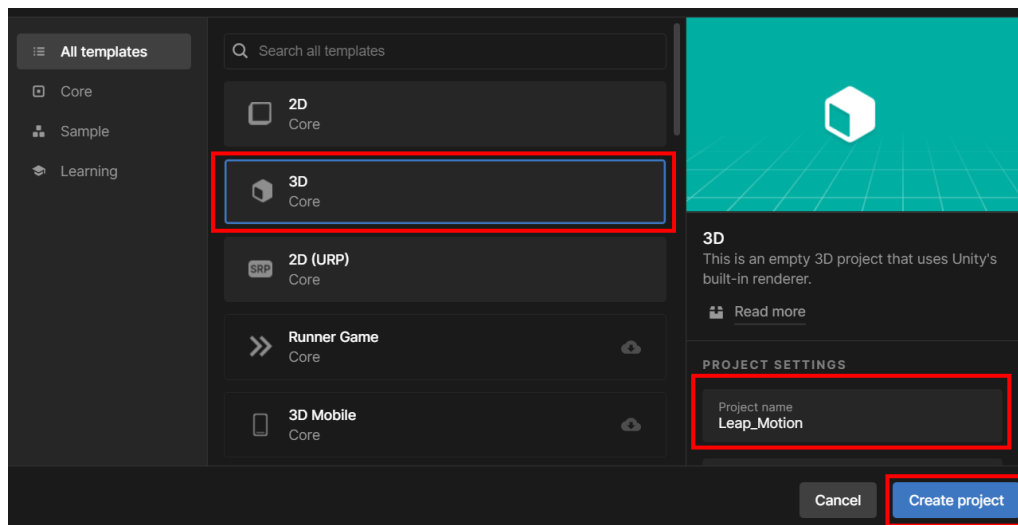 All templates
Core
Sample
Learning
Search all templates
2D
Core
3D
Core
SRP
2D (URP)
Core
Runner Game
Core
3D Mobile
Core
3D
This is an empty 3D project that uses Unity's
built-in renderer.
Read more
PROJECT SETTINGS
Project name
Leap_Motion
Cancel
Create project